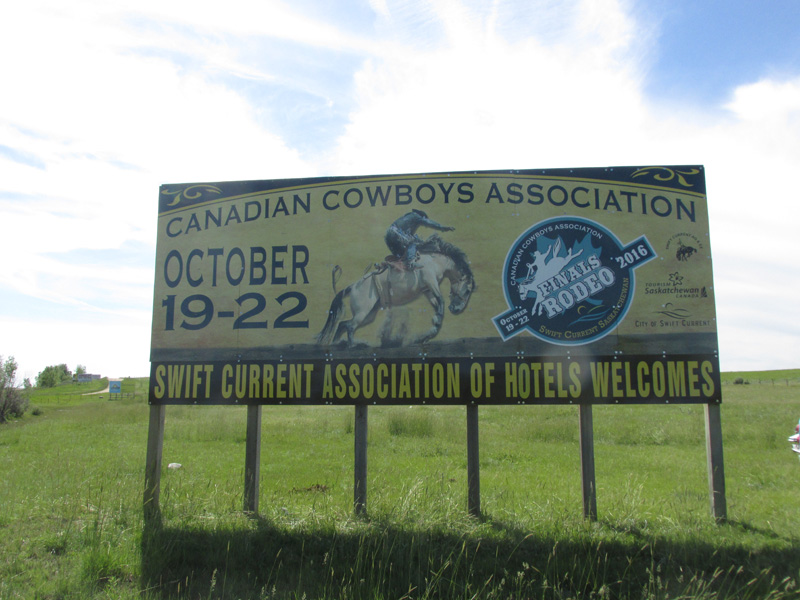 CANADIAN COWBOYS ASSOCIATION
OCTOBER
19-22
CANADIAN COWBOYS ASSOCIATION
FINALS
RODEO
2016
OCTOBER
19 - 22
SWIFT CURRENT SASKATCHEWAN
TOURISM
Saskatchewan
CANADA
CITY OF SWIFT CURRENT
SWIFT CURRENT ASSOCIATION OF HOTELS WELCOMES